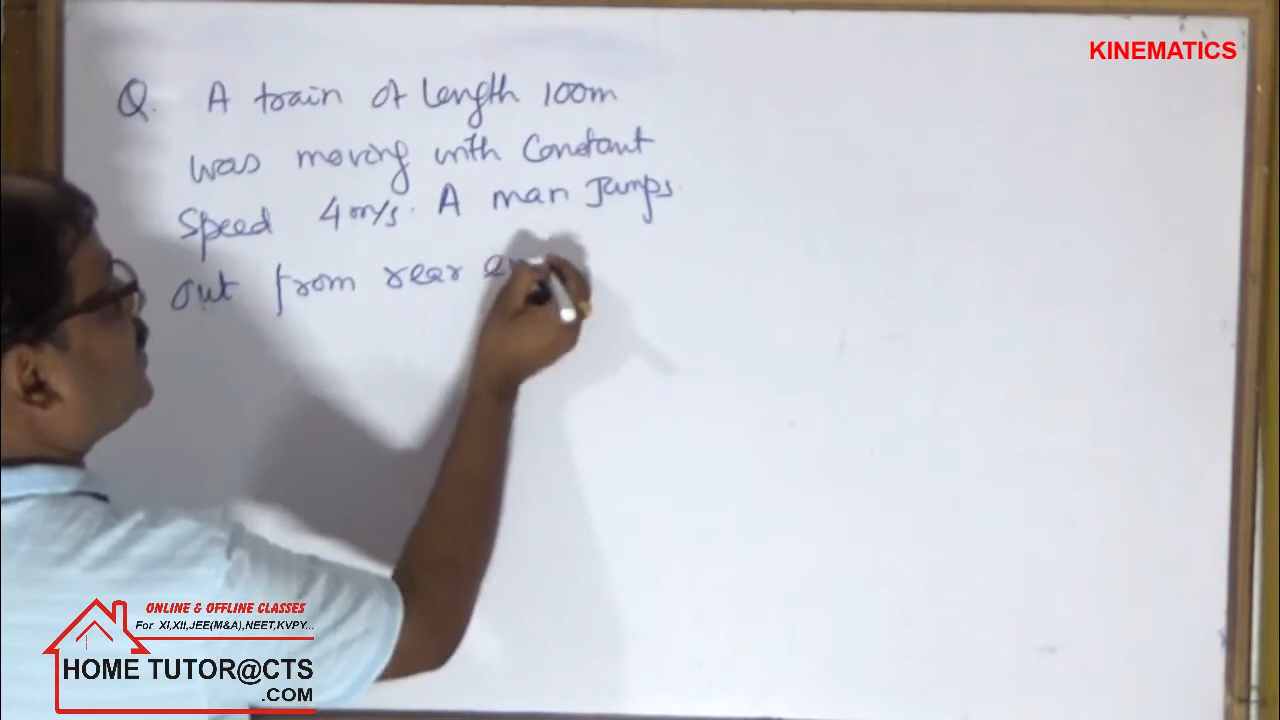 KINEMATICS
Q. A train of length 100m
was moving with Constant
Speed 4m/s. A man Jumps
out from rear
ONLINE & OFFLINE CLASSES
For XI,XII,JEE(M&A),NEET,KVPY...
HOME TUTOR@CTS
.COM